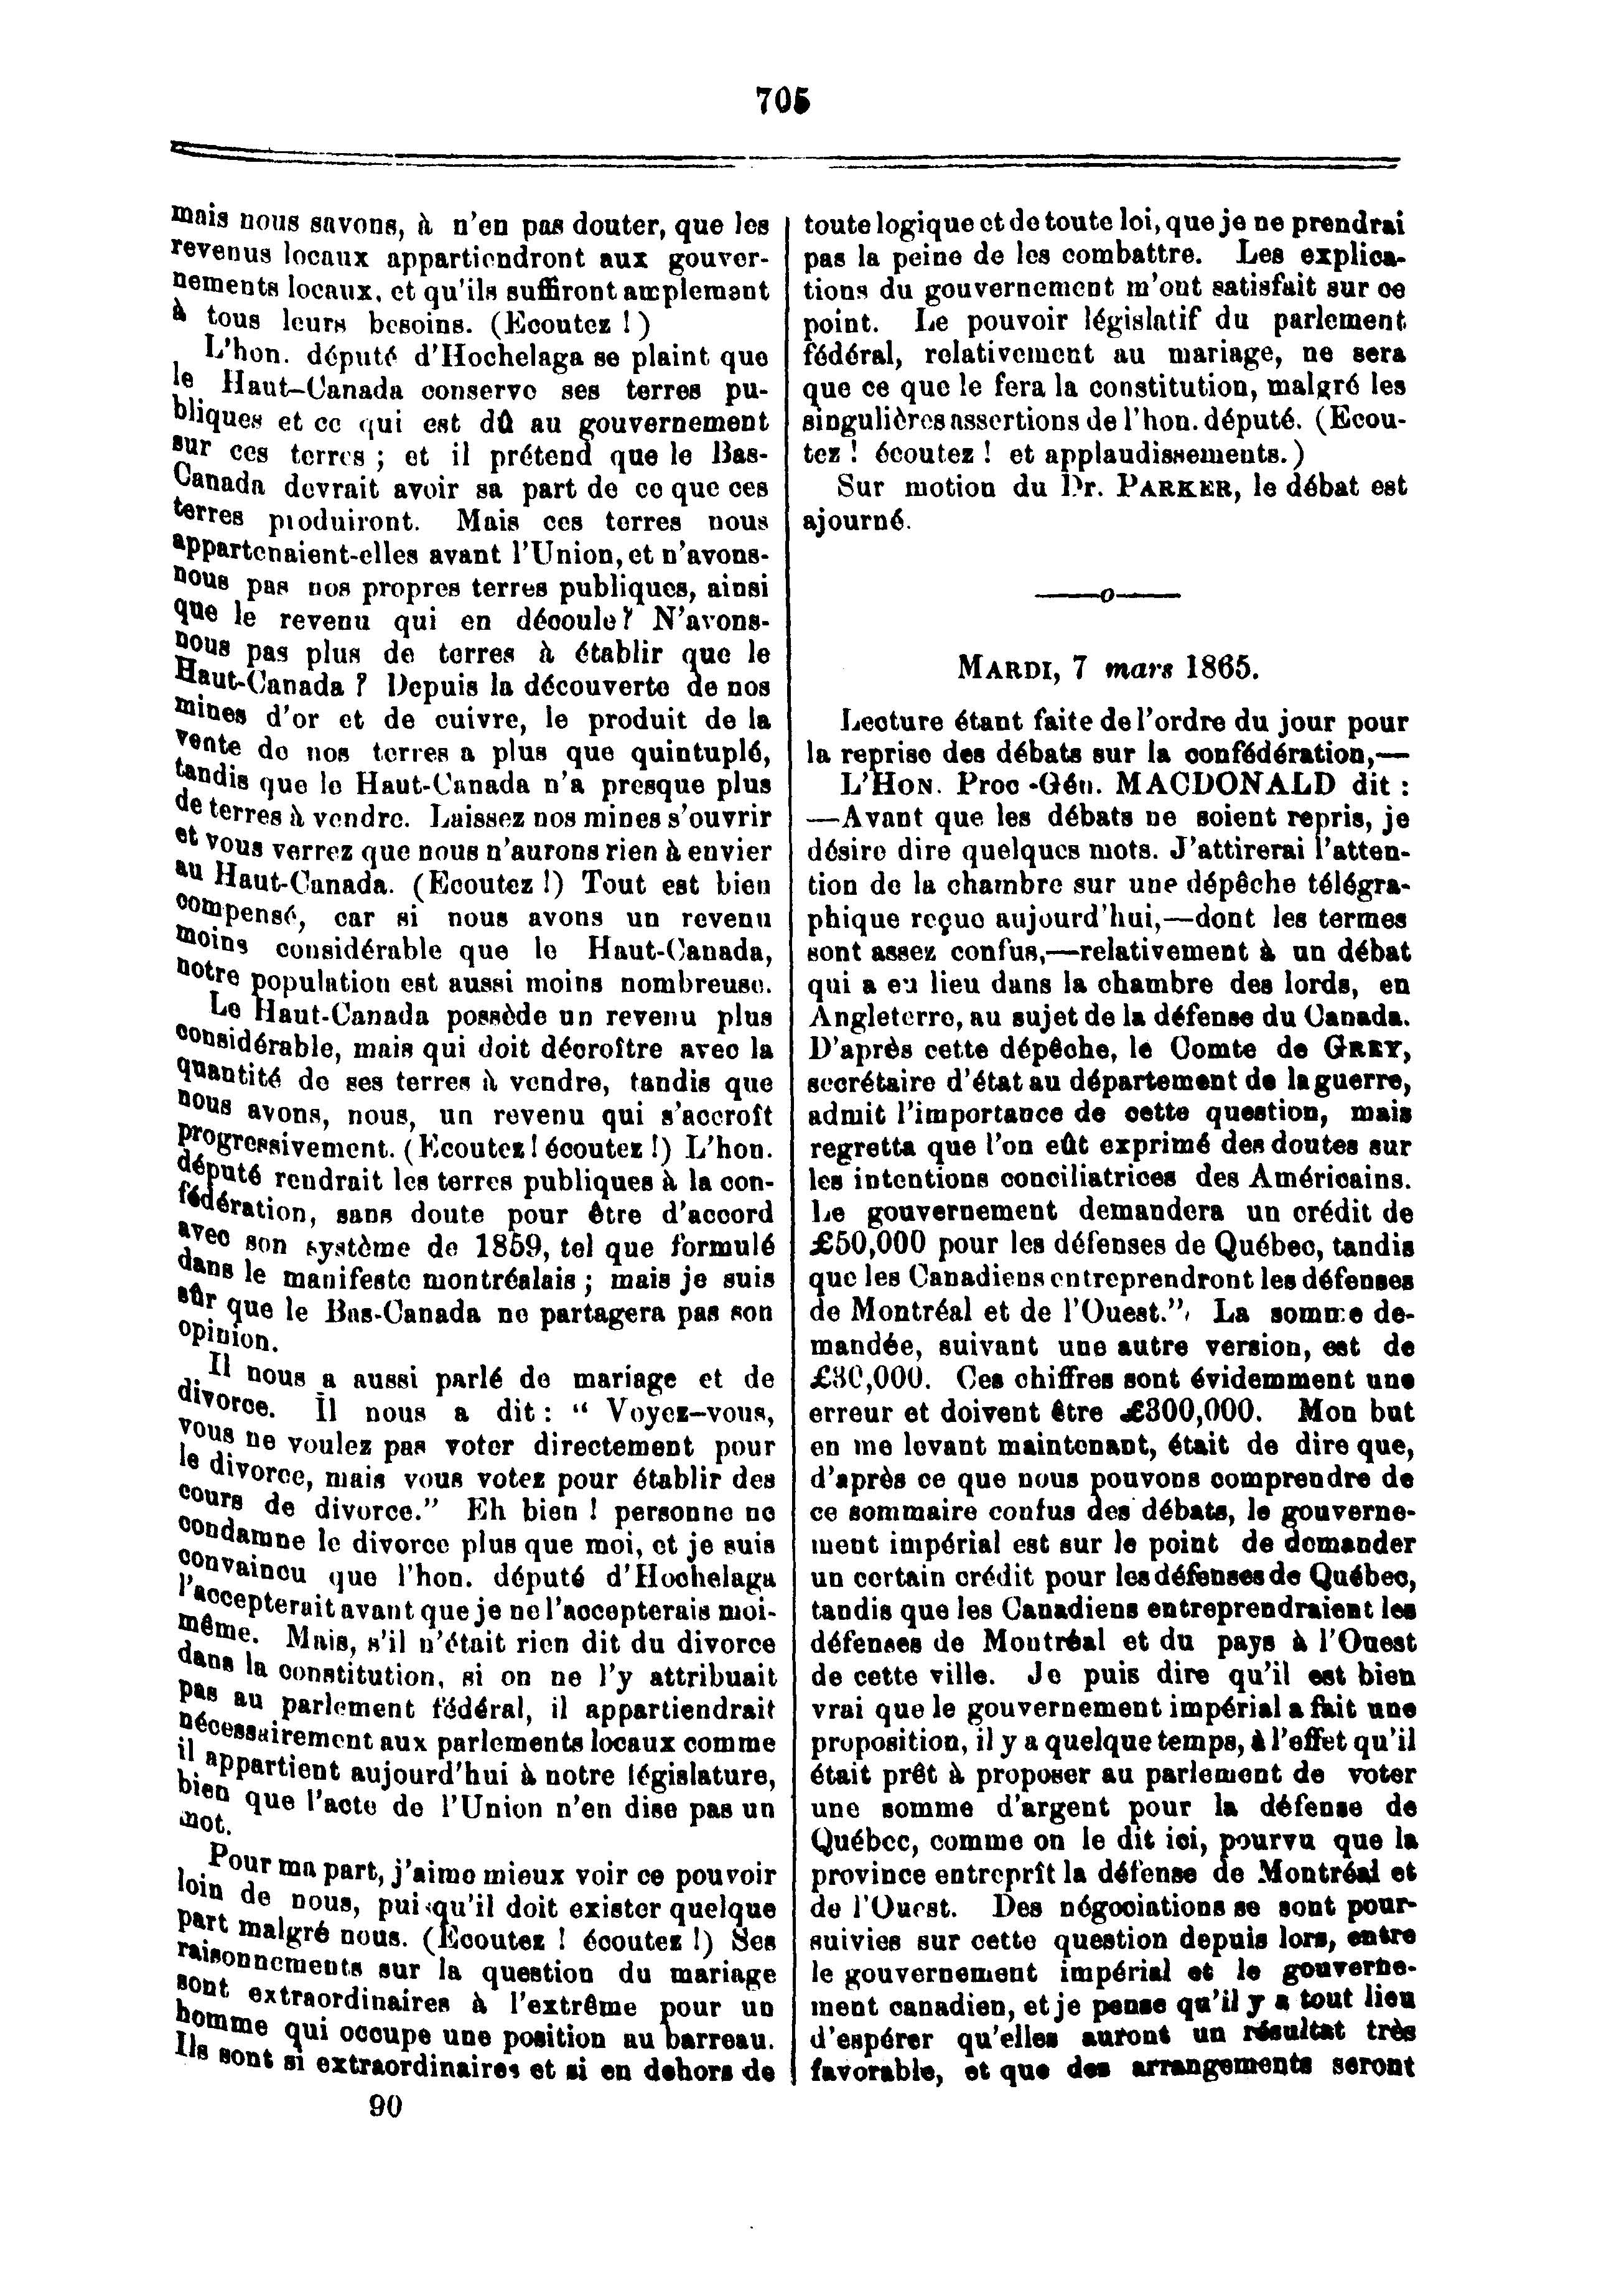 705
mais nous savons, à n'en pas douter, que les
revenus locaux appartiendront aux gouver-
nements locaux, et qu'ils suffiront amplemant
à tous leurs besoins. (Ecoutez !)
L'hon. député d'Hochelaga se plaint que
le Haut-Canada conserve ses terres pu-
bliques et ce qui est dû au gouvernement
sur ces terres ; et il prétend que le Bas-
Canada devrait avoir sa part de ce que ces
terres produiront. Mais ces terres nous
appartenaient-elles avant l'Union, et n'avons-
nous pas nos propres terres publiques, ainsi
que le revenu qui en découle? N'avons-
nous pas plus de terres à établir que le
Haut-Canada ? Depuis la découverte de nos
mines d'or et de cuivre, le produit de la
vente de nos terres a plus que quintuplé,
tandis que le Haut-Canada n'a presque plus
de terres à vendre. Laissez nos mines s'ouvrir
et vous verrez que nous n'aurons rien à envier
au Haut-Canada. (Ecoutez !) Tout est bien
compensé, car si nous avons un revenu
moins considérable que le Haut-Canada,
notre population est aussi moins nombreuse.
Le Haut-Canada possède un revenu plus
considérable, mais qui doit décroître avec la
quantité de ses terres à vendre, tandis que
nous avons, nous, un revenu qui s'accroît
progressivement. (Ecoutez ! écoutez !) L'hon.
député rendrait les terres publiques à la con-
fédération, sans doute pour être d'accord
avec son système de 1859, tel que formulé
dans le manifeste montréalais ; mais je suis
sûr que le Bas-Canada ne partagera pas son
opinion.
Il nous a aussi parlé de mariage et de
divorce. Il nous a dit : " Voyez-vous,
vous ne voulez pas voter directement pour
le divorce, mais vous votez pour établir des
cours de divorce." Eh bien ! personne ne
condamne le divorce plus que moi, et je suis
convaincu que l'hon. député d'Hochelaga
l'accepterait avant que je ne l'accepterais moi-
même. Mais, s'il n'était rien dit du divorce
dans la constitution, si on ne l'y attribuait
pas au parlement fédéral, il appartiendrait
nécessairement aux parlements locaux comme
il appartient aujourd'hui à notre législature,
bien que l'acte de l'Union n'en dise pas un
mot.
Pour ma part, j'aime mieux voir ce pouvoir
loin de nous, puisqu'il doit exister quelque
part malgré nous. (Ecoutez ! écoutez !) Ses
raisonnements sur la question du mariage
sont extraordinaires à l'extrême pour un
homme qui occupe une position au barreau.
Ils sont si extraordinaires et si en dehors de
90
toute logique et de toute loi, que je ne prendrai
pas la peine de les combattre. Les explica-
tions du gouvernement m'ont satisfait sur ce
point. Le pouvoir législatif du parlement
fédéral, relativement au mariage, ne sera
que ce que le fera la constitution, malgré les
singulières assertions de l'hon. député. (Ecou-
tez ! écoutez ! et applaudissements.)
Sur motion du Dr. PARKER, le débat est
ajourné.
——o——
MARDI, 7 mars 1865.
Lecture étant faite de l'ordre du jour pour
la reprise des débats sur la confédération,—
L'HON. PROC -GÉN. MACDONALD dit :
—Avant que les débats ne soient repris, je
désire dire quelques mots. J'attirerai l'atten-
tion de la chambre sur une dépêche télégra-
phique reçue aujourd'hui,—dont les termes
sont assez confus,—relativement à un débat
qui a eu lieu dans la chambre des lords, en
Angleterre, au sujet de la défense du Canada.
D'après cette dépêche, le Comte de GREY,
secrétaire d'état au département de la guerre,
admit l'importance de cette question, mais
regretta que l'on eût exprimé des doutes sur
les intentions conciliatrices des Américains.
Le gouvernement demandera un crédit de
£50,000 pour les défenses de Québec, tandis
que les Canadiens entreprendront les défenses
de Montréal et de l'Ouest." La somme de-
mandée, suivant une autre version, est de
£30,000. Ces chiffres sont évidemment une
erreur et doivent être £300,000. Mon but
en me levant maintenant, était de dire que,
d'après ce que nous pouvons comprendre de
ce sommaire confus des débats, le gouverne-
ment impérial est sur le point de demander
un certain crédit pour les défenses de Québec,
tandis que les Canadiens entreprendraient les
défenses de Montréal et du pays à l'Ouest
de cette ville. Je puis dire qu'il est bien
vrai que le gouvernement impérial a fait une
proposition, il y a quelque temps, à l'effet qu'il
était prêt à proposer au parlement de voter
une somme d'argent pour la défense de
Québec, comme on le dit ici, pourvu que la
province entreprît la défense de Montréal et
de l'Ouest. Des négociations se sont pour-
suivies sur cette question depuis lors, entre
le gouvernement impérial et le gouverne-
ment canadien, et je pense qu'il y a tout lieu
d'espérer qu'elles auront un résultat très
favorable, et que des arrangements seront